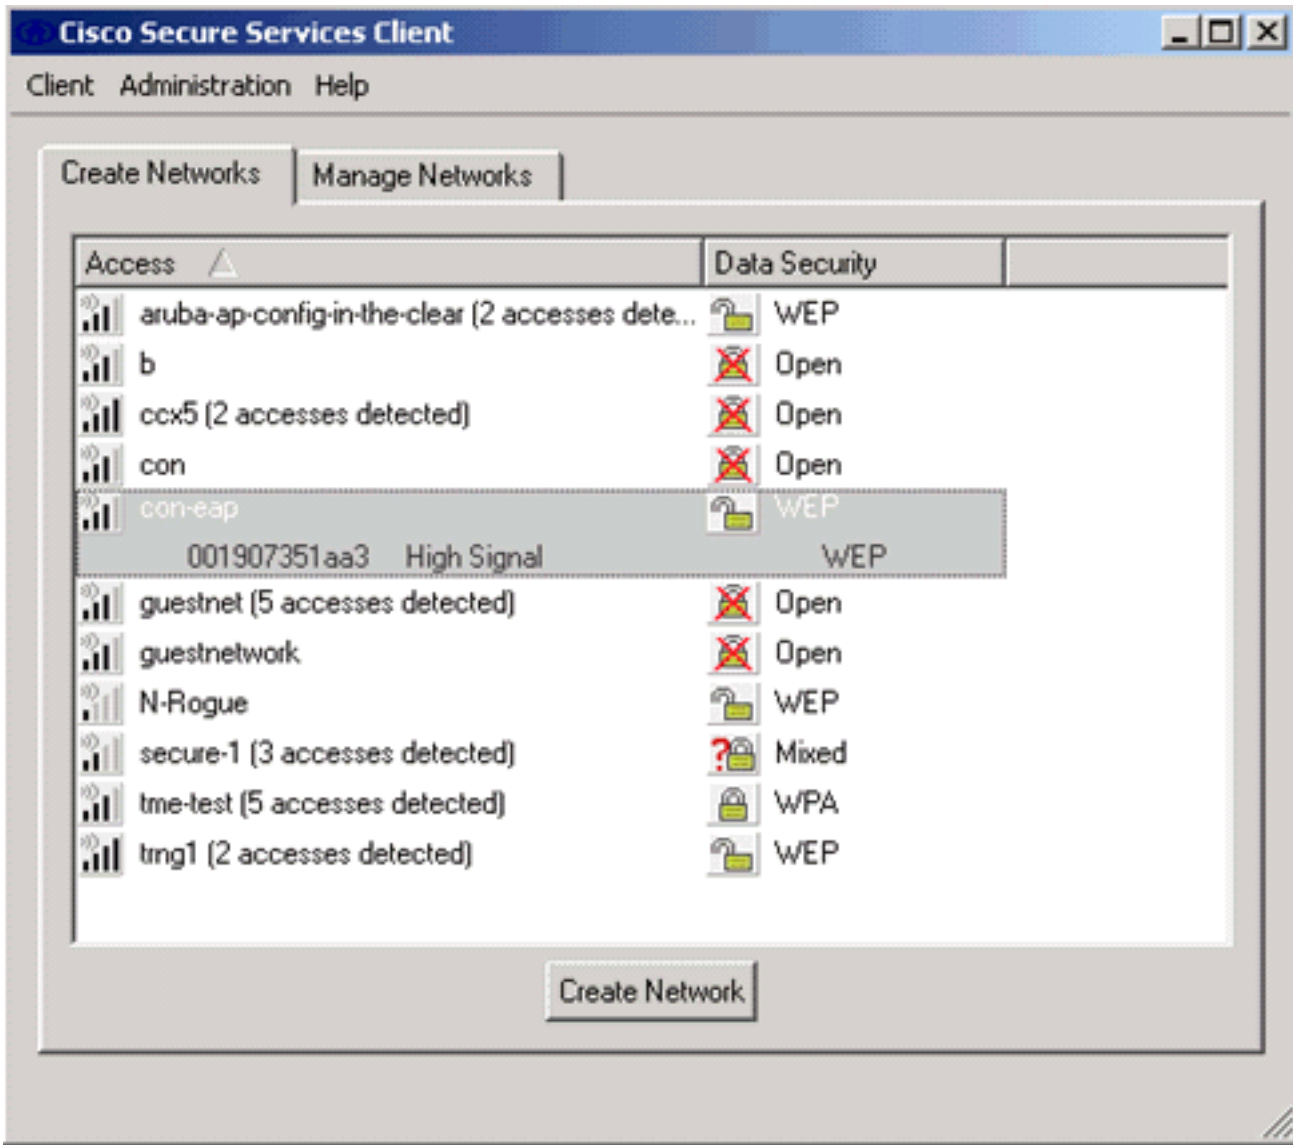 Cisco Secure Services Client
Client Administration Help
Create Networks Manage Networks
Access Data Security
aruba-ap-config-in-the-clear (2 accesses dete... WEP
b Open
ccx5 (2 accesses detected) Open
con Open
con-eap WEP
001907351aa3 High Signal WEP
guestnet (5 accesses detected) Open
guestnetwork Open
N-Rogue WEP
secure-1 (3 accesses detected) Mixed
tme-test (5 accesses detected) WPA
trng1 (2 accesses detected) WEP
Create Network